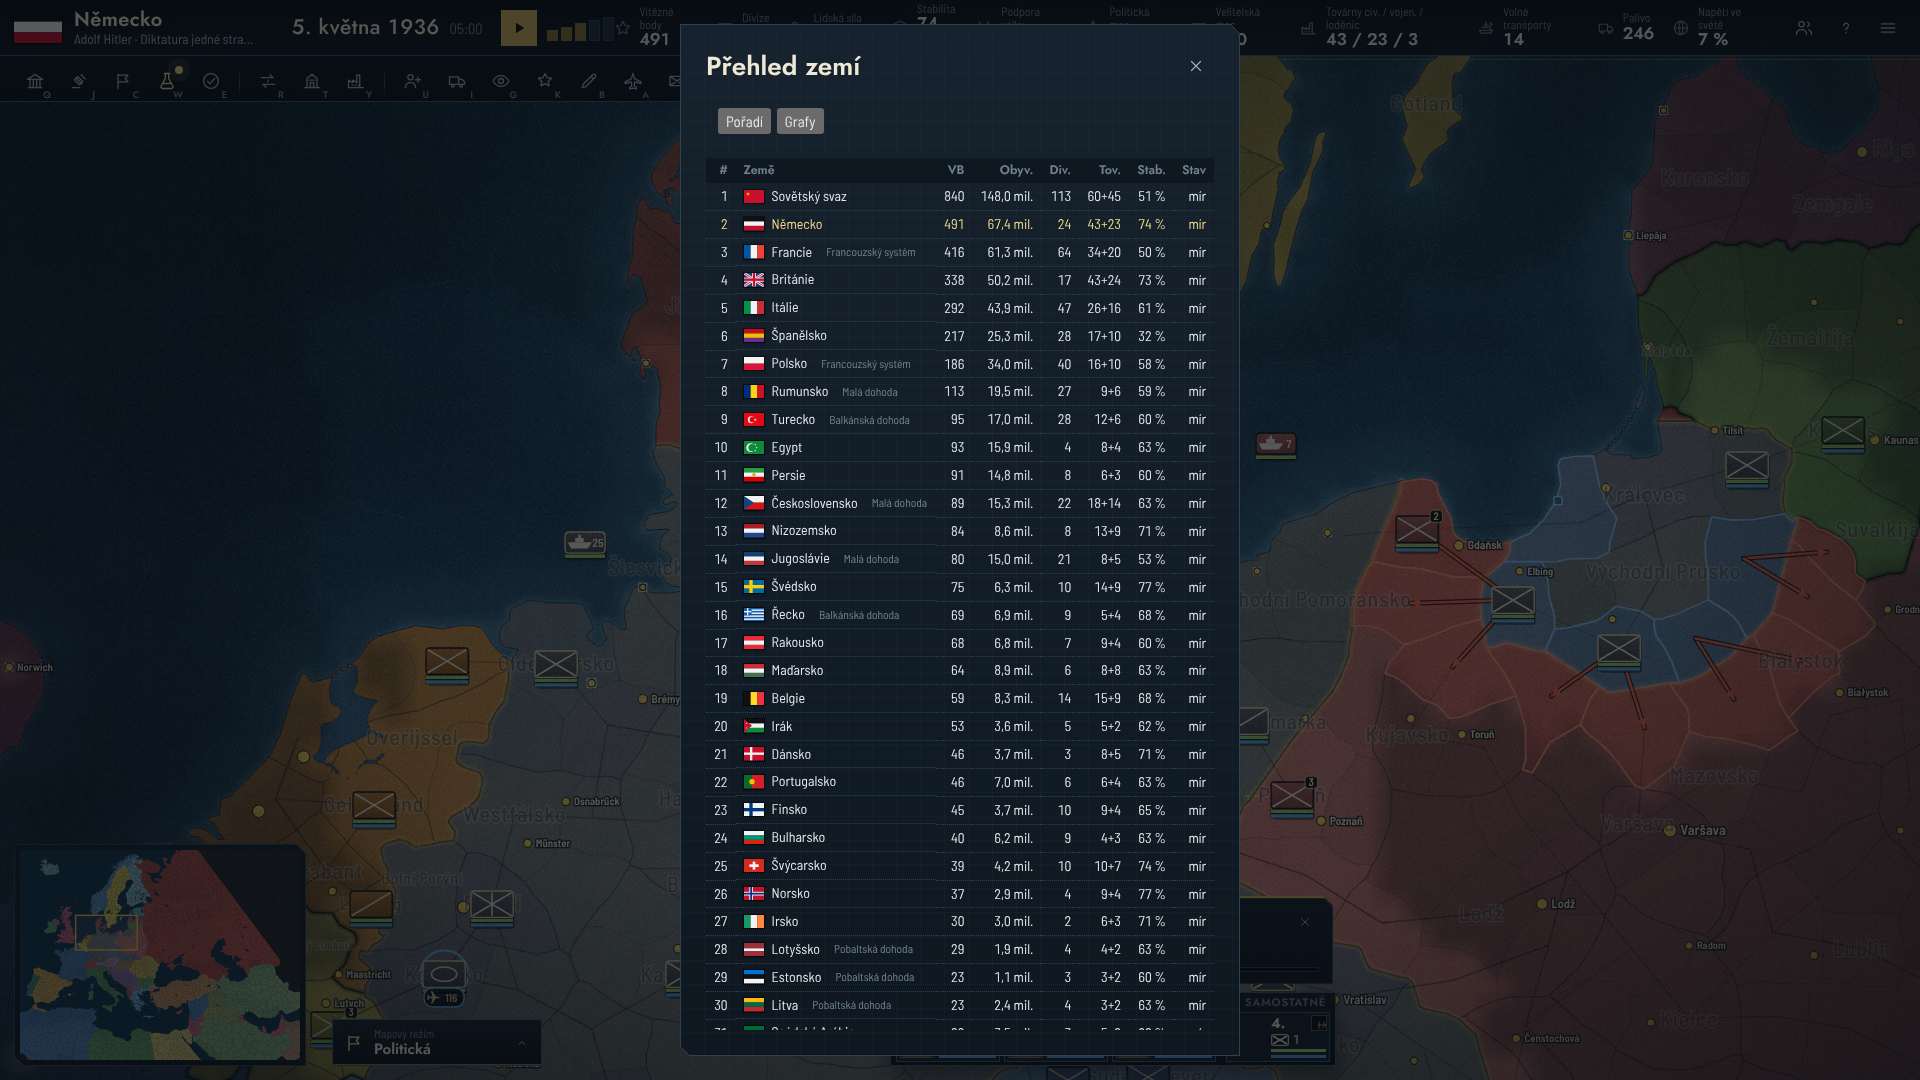 Německo
Adolf Hitler · Diktatura jedné stra...
5. května 1936 05:00
Vítězné body
491
Divize
Lidská síla
Stabilita
74
Podpora
Politická
Velitelská
0
Továrny civ. / vojen. / loděnic
43 / 23 / 3
Volné transporty
14
Palivo
246
Napětí ve světě
7 %
?
Q
J
C
W
E
R
T
Y
U
I
G
K
B
A
Přehled zemí
Pořadí
Grafy
# Země VB Obyv. Div. Tov. Stab. Stav
1 Sovětský svaz 840 148,0 mil. 113 60+45 51 % mír
2 Německo 491 67,4 mil. 24 43+23 74 % mír
3 Francie Francouzský systém 416 61,3 mil. 64 34+20 50 % mír
4 Británie 338 50,2 mil. 17 43+24 73 % mír
5 Itálie 292 43,9 mil. 47 26+16 61 % mír
6 Španělsko 217 25,3 mil. 28 17+10 32 % mír
7 Polsko Francouzský systém 186 34,0 mil. 40 16+10 58 % mír
8 Rumunsko Malá dohoda 113 19,5 mil. 27 9+6 59 % mír
9 Turecko Balkánská dohoda 95 17,0 mil. 28 12+6 60 % mír
10 Egypt 93 15,9 mil. 4 8+4 63 % mír
11 Persie 91 14,8 mil. 8 6+3 60 % mír
12 Československo Malá dohoda 89 15,3 mil. 22 18+14 63 % mír
13 Nizozemsko 84 8,6 mil. 8 13+9 71 % mír
14 Jugoslávie Malá dohoda 80 15,0 mil. 21 8+5 53 % mír
15 Švédsko 75 6,3 mil. 10 14+9 77 % mír
16 Řecko Balkánská dohoda 69 6,9 mil. 9 5+4 68 % mír
17 Rakousko 68 6,8 mil. 7 9+4 60 % mír
18 Maďarsko 64 8,9 mil. 6 8+8 63 % mír
19 Belgie 59 8,3 mil. 14 15+9 68 % mír
20 Irák 53 3,6 mil. 5 5+2 62 % mír
21 Dánsko 46 3,7 mil. 3 8+5 71 % mír
22 Portugalsko 46 7,0 mil. 6 6+4 63 % mír
23 Finsko 45 3,7 mil. 10 9+4 65 % mír
24 Bulharsko 40 6,2 mil. 9 4+3 63 % mír
25 Švýcarsko 39 4,2 mil. 10 10+7 74 % mír
26 Norsko 37 2,9 mil. 4 9+4 77 % mír
27 Irsko 30 3,0 mil. 2 6+3 71 % mír
28 Lotyšsko Pobaltská dohoda 29 1,9 mil. 4 4+2 63 % mír
29 Estonsko Pobaltská dohoda 23 1,1 mil. 3 3+2 60 % mír
30 Litva Pobaltská dohoda 23 2,4 mil. 4 3+2 63 % mír
Gotland
Riga
Kuronsko
Zemgale
Liepāja
Žemaitija
Klaipėda
Tilsit
Kaunas
7
Královec
Suvalkija
2
Gdaňsk
Elbing
Východní Prusko
Grodn
hodní Pomořansko
Białystok
Białystok
Kujavsko
Toruň
Mazovsko
3
Poznaň
Varšava
Varšava
Lodž
Lodž
Radom
Lublin
Vratislav
Kielce
Čenstochová
25
Šlesvick
Norwich
Brémy
Overijssel
Osnabrück
Westfálsko
Münster
Dolní Porýní
Maastricht
Lutych
116
3
Mapový režim
Politická
SAMOSTATNÉ
4.
1